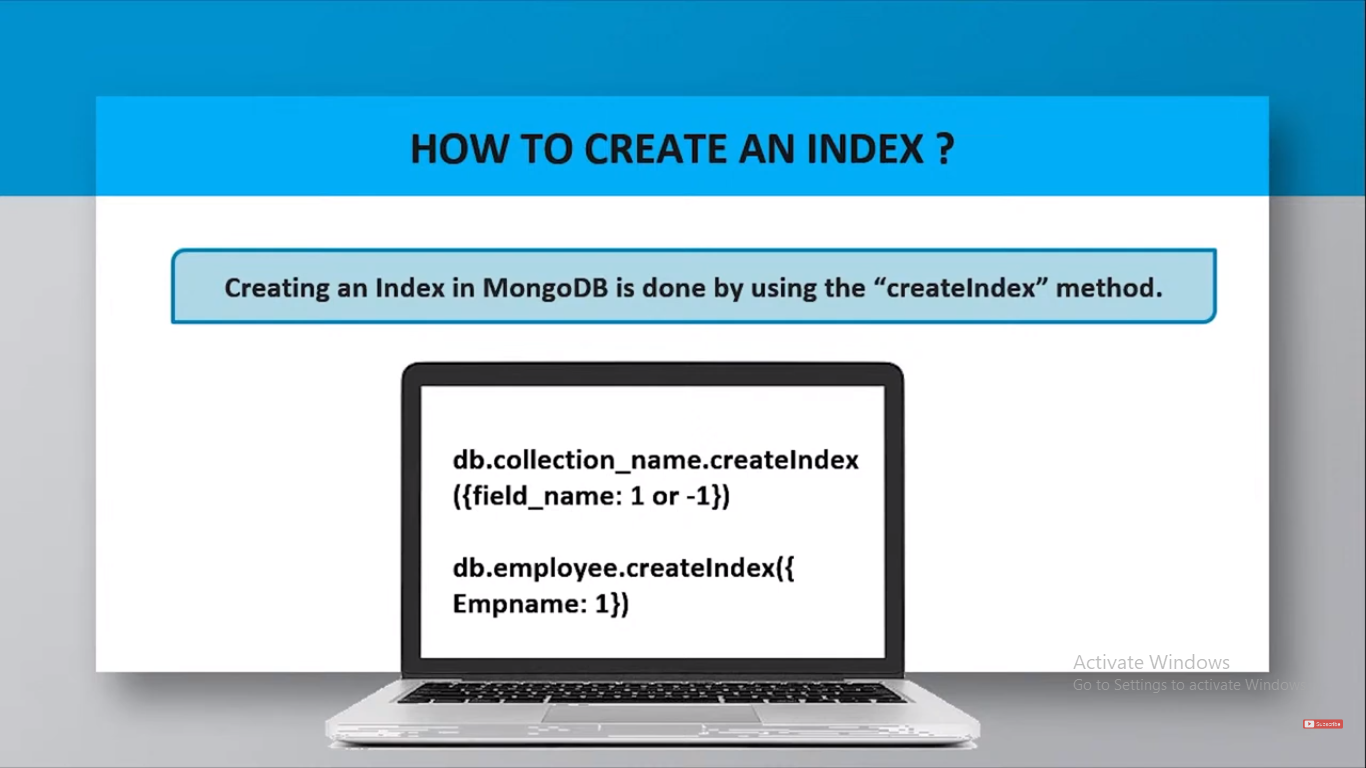 HOW TO CREATE AN INDEX ?
Creating an Index in MongoDB is done by using the “createIndex” method.
db.collection_name.createIndex
({field_name: 1 or -1})
db.employee.createIndex({
Empname: 1})
Activate Windows
Go to Settings to activate Windows
Subscribe